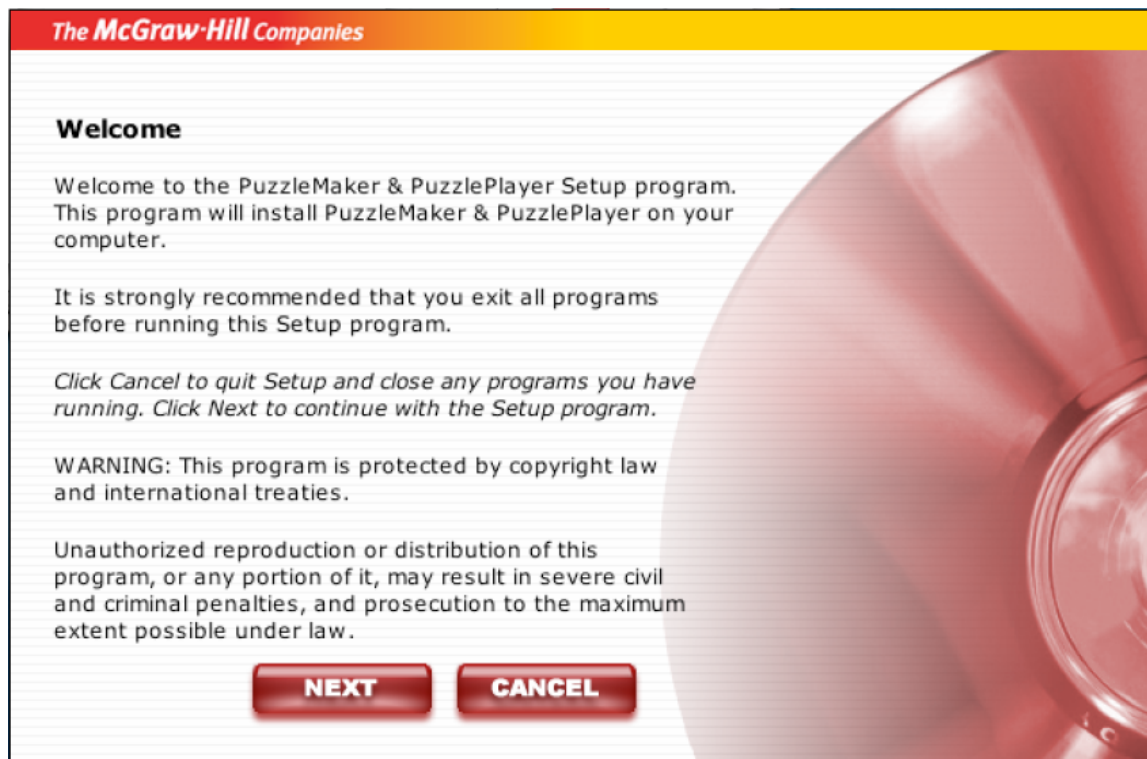 The McGraw·Hill Companies
Welcome
Welcome to the PuzzleMaker & PuzzlePlayer Setup program.
This program will install PuzzleMaker & PuzzlePlayer on your
computer.
It is strongly recommended that you exit all programs
before running this Setup program.
Click Cancel to quit Setup and close any programs you have
running. Click Next to continue with the Setup program.
WARNING: This program is protected by copyright law
and international treaties.
Unauthorized reproduction or distribution of this
program, or any portion of it, may result in severe civil
and criminal penalties, and prosecution to the maximum
extent possible under law.
NEXT CANCEL